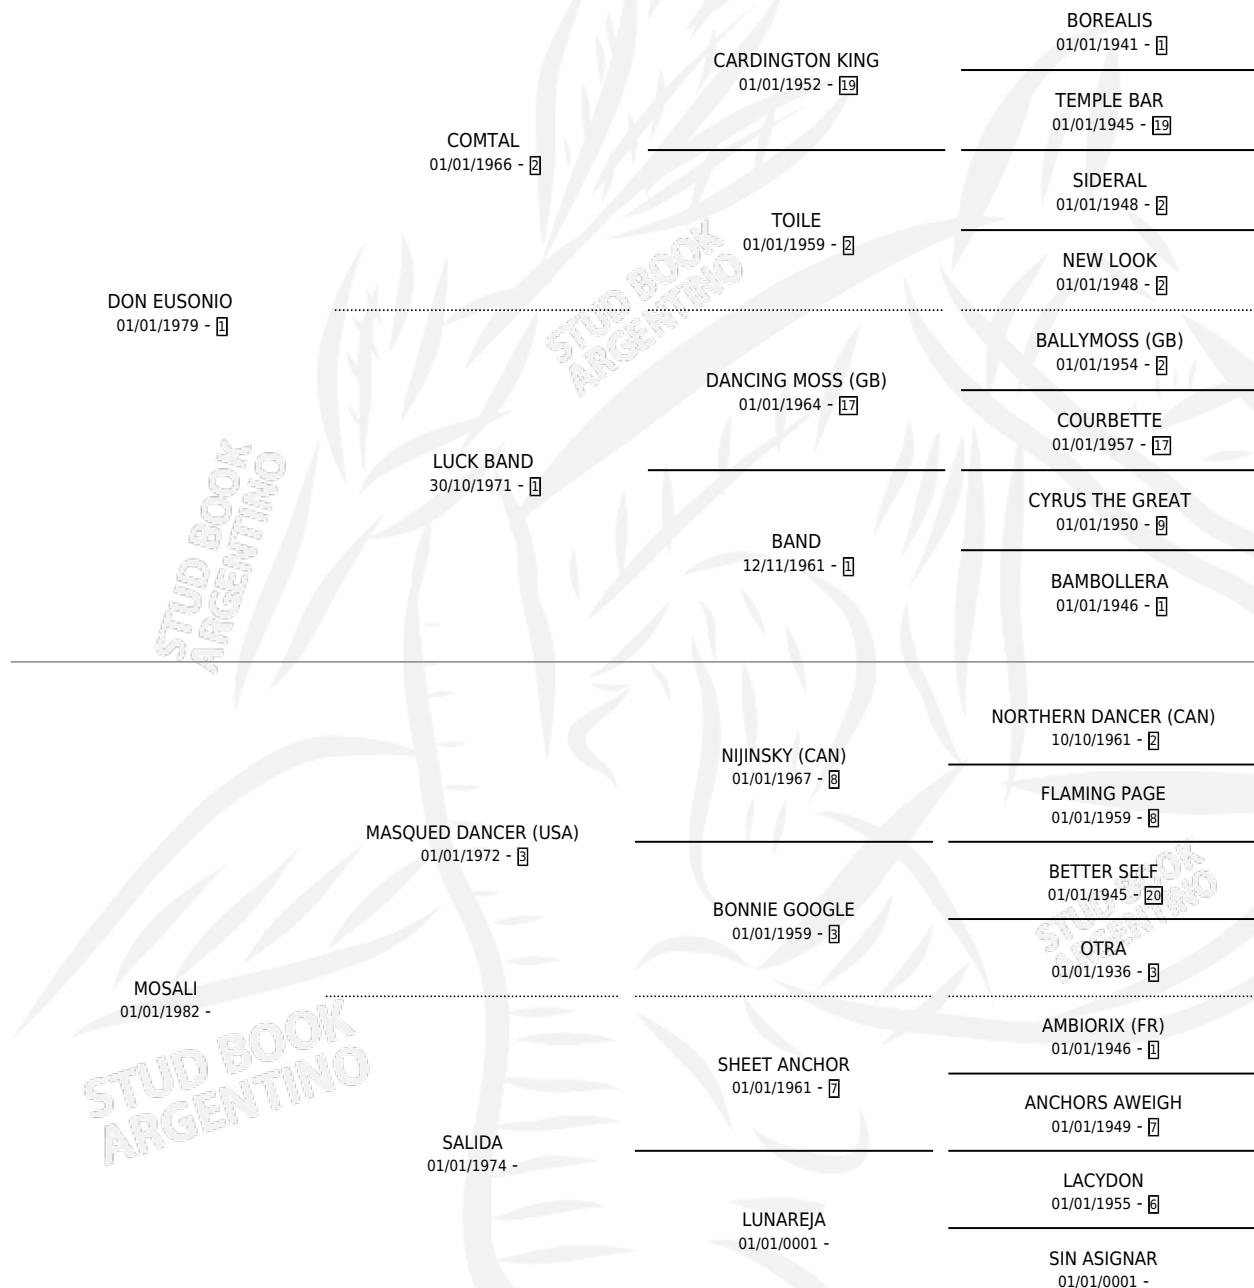 BOREALIS
01/01/1941 - 1
CARDINGTON KING
01/01/1952 - 19
TEMPLE BAR
01/01/1945 - 19
COMTAL
01/01/1966 - 2
SIDERAL
01/01/1948 - 2
TOILE
01/01/1959 - 2
NEW LOOK
01/01/1948 - 2
DON EUSONIO
01/01/1979 - 1
BALLYMOSS (GB)
01/01/1954 - 2
DANCING MOSS (GB)
01/01/1964 - 17
COURBETTE
01/01/1957 - 17
LUCK BAND
30/10/1971 - 1
CYRUS THE GREAT
01/01/1950 - 9
BAND
12/11/1961 - 1
BAMBOLLERA
01/01/1946 - 1
NORTHERN DANCER (CAN)
10/10/1961 - 2
NIJINSKY (CAN)
01/01/1967 - 8
FLAMING PAGE
01/01/1959 - 8
MASQUED DANCER (USA)
01/01/1972 - 3
BETTER SELF
01/01/1945 - 20
BONNIE GOOGLE
01/01/1959 - 3
OTRA
01/01/1936 - 3
MOSALI
01/01/1982 -
AMBIORIX (FR)
01/01/1946 - 1
SHEET ANCHOR
01/01/1961 - 7
ANCHORS AWEIGH
01/01/1949 - 7
SALIDA
01/01/1974 -
LACYDON
01/01/1955 - 6
LUNAREJA
01/01/0001 -
SIN ASIGNAR
01/01/0001 -
STUD BOOK
ARGENTINO
STUD BOOK
ARGENTINO
STUD BOOK
ARGENTINO
STUD BOOK
ARGENTINO